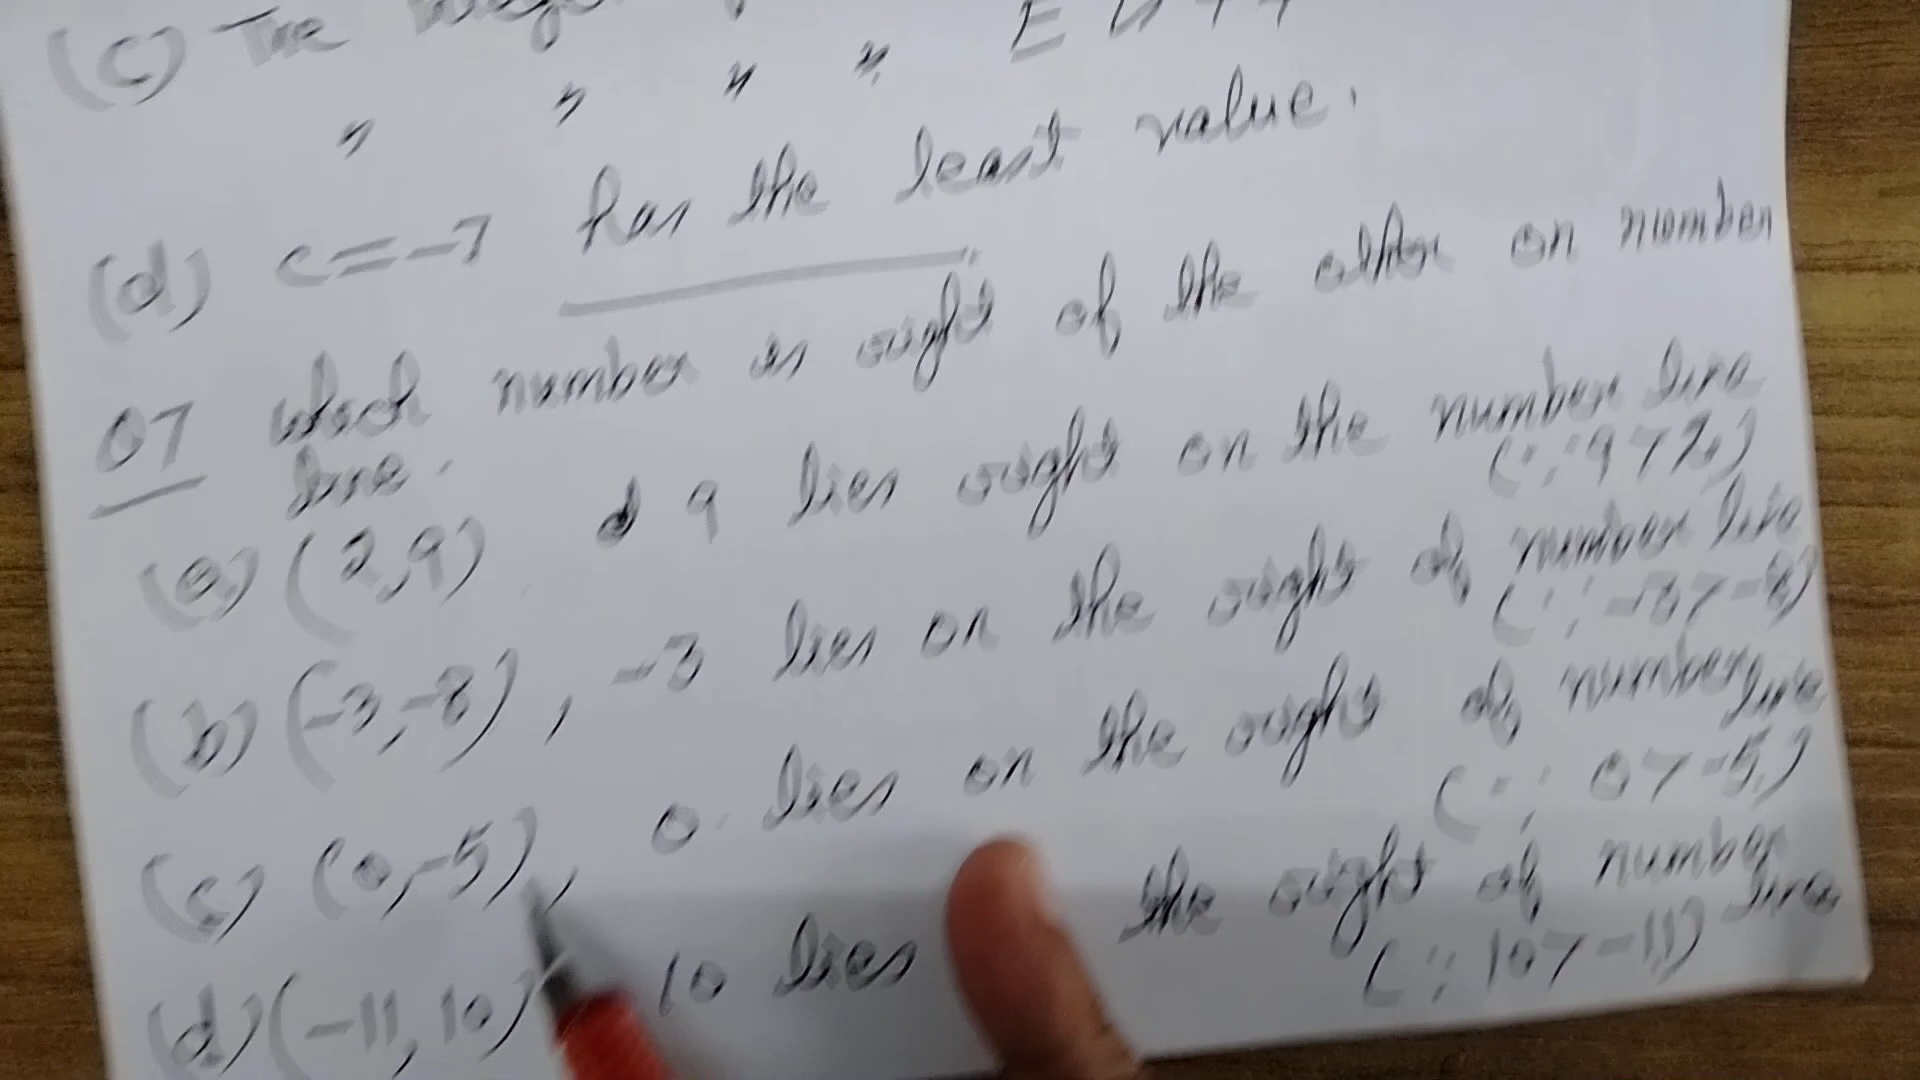 (c) The
" " " " E
(d) c=-7 has the least value.
07 Which number is right of the other on number
line.
(a) (2,9) 9 lies right on the number line
(∵ 9>2)
(b) (-3,-8), -3 lies on the right of number line
(∵ -3>-8)
(c) (0,-5), 0 lies on the right of number line
(∵ 0>-5)
(d) (-11,10) 10 lies the right of number line
(∵ 10>-11)